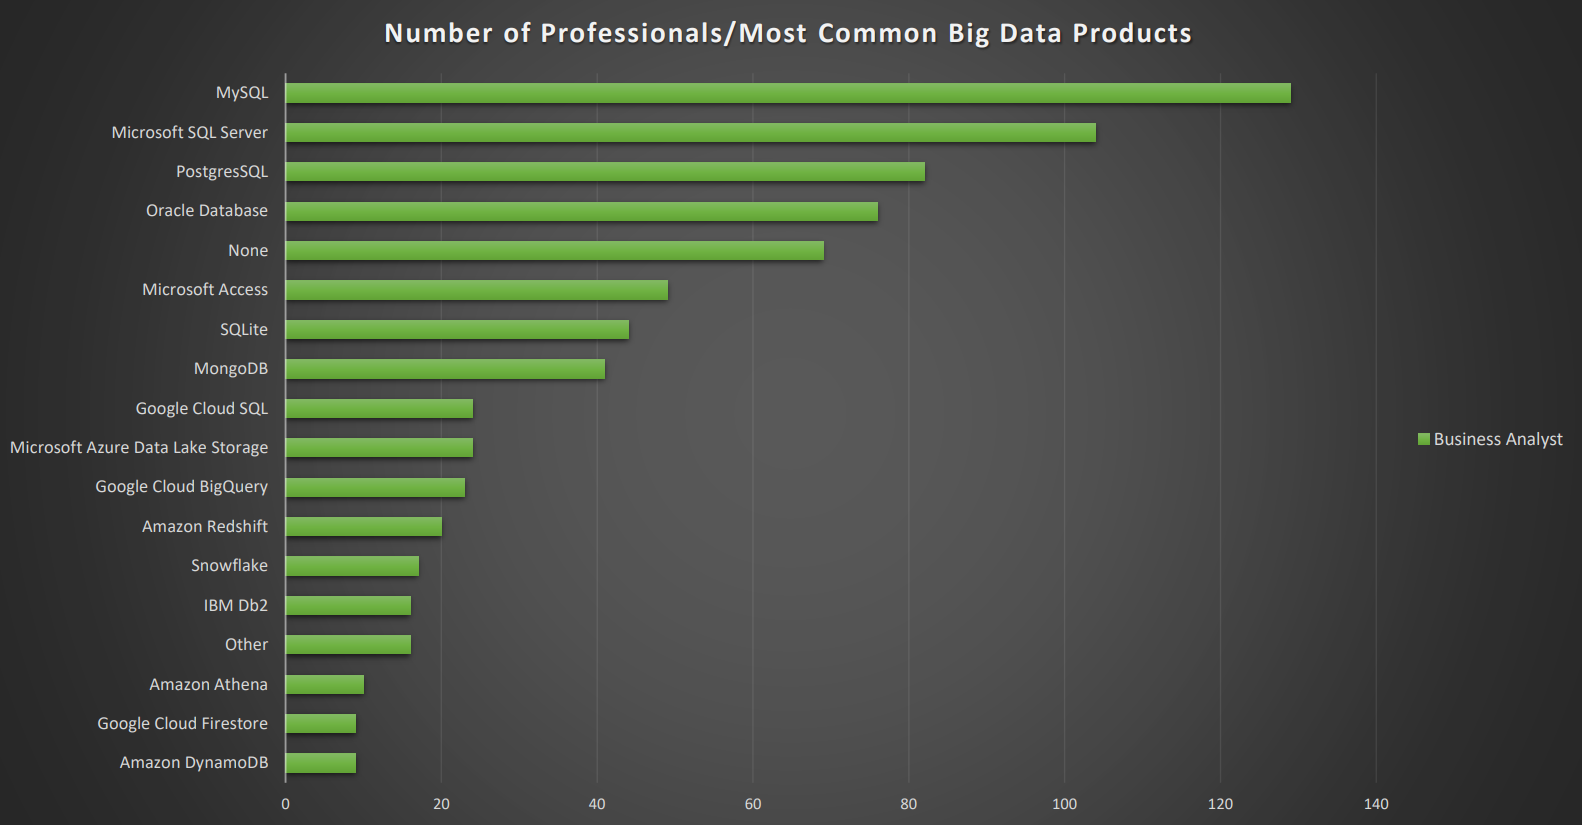 Number of Professionals/Most Common Big Data Products
MySQL
Microsoft SQL Server
PostgresSQL
Oracle Database
None
Microsoft Access
SQLite
MongoDB
Google Cloud SQL
Microsoft Azure Data Lake Storage
Google Cloud BigQuery
Amazon Redshift
Snowflake
IBM Db2
Other
Amazon Athena
Google Cloud Firestore
Amazon DynamoDB
0 20 40 60 80 100 120 140
Business Analyst